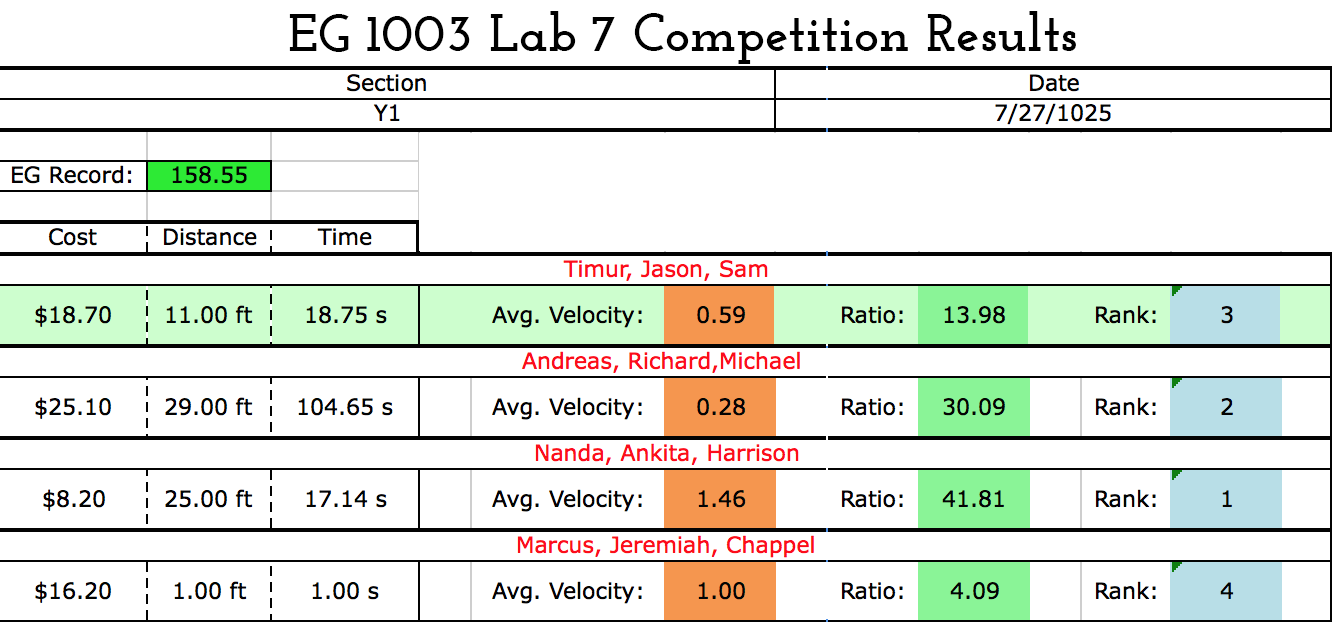 EG 1003 Lab 7 Competition Results
Section Date
Y1 7/27/1025
EG Record: 158.55
Cost Distance Time
Timur, Jason, Sam
$18.70 11.00 ft 18.75 s Avg. Velocity: 0.59 Ratio: 13.98 Rank: 3
Andreas, Richard,Michael
$25.10 29.00 ft 104.65 s Avg. Velocity: 0.28 Ratio: 30.09 Rank: 2
Nanda, Ankita, Harrison
$8.20 25.00 ft 17.14 s Avg. Velocity: 1.46 Ratio: 41.81 Rank: 1
Marcus, Jeremiah, Chappel
$16.20 1.00 ft 1.00 s Avg. Velocity: 1.00 Ratio: 4.09 Rank: 4